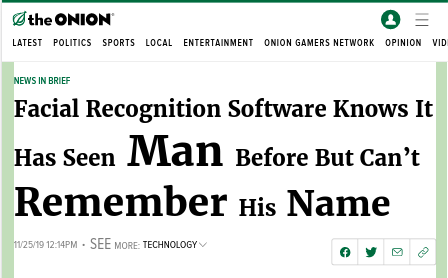 the ONION®
LATEST POLITICS SPORTS LOCAL ENTERTAINMENT ONION GAMERS NETWORK OPINION
NEWS IN BRIEF
Facial Recognition Software Knows It
Has Seen Man Before But Can’t
Remember His Name
11/25/19 12:14PM • SEE MORE: TECHNOLOGY